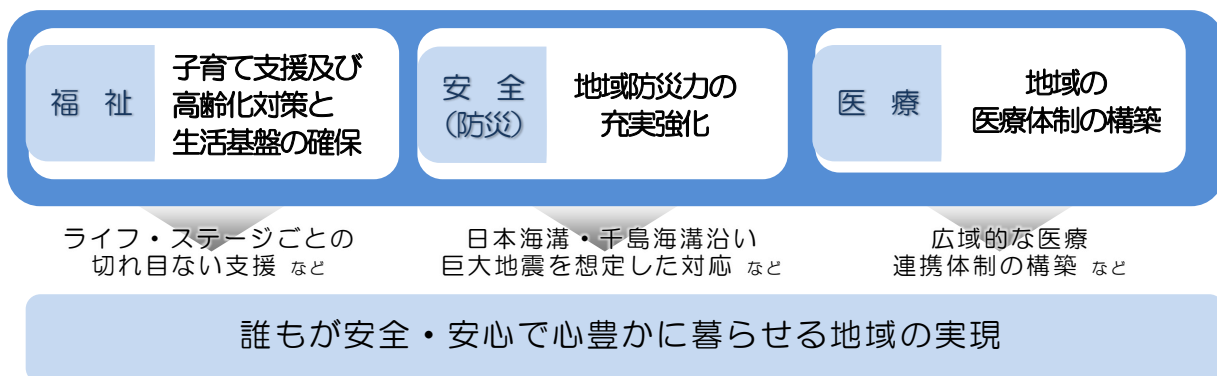 福 祉
子育て支援及び
高齢化対策と
生活基盤の確保
安 全
(防災)
地域防災力の
充実強化
医 療
地域の
医療体制の構築
ライフ・ステージごとの
切れ目ない支援 など
日本海溝・千島海溝沿い
巨大地震を想定した対応 など
広域的な医療
連携体制の構築 など
誰もが安全・安心で心豊かに暮らせる地域の実現